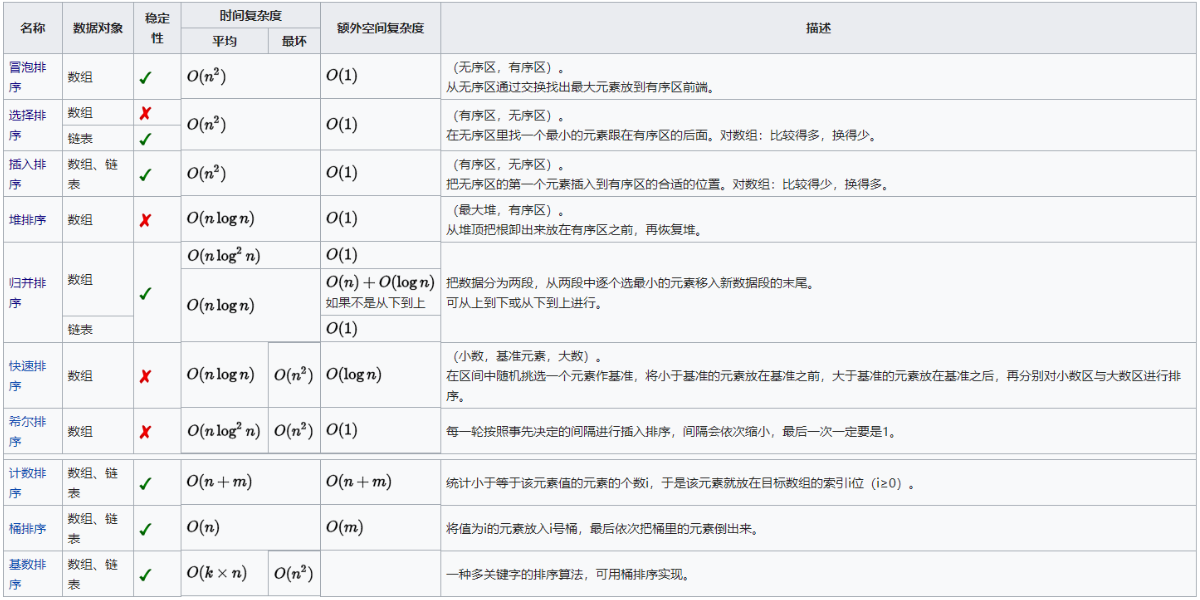 名称 数据对象 稳定性 时间复杂度 额外空间复杂度 描述
平均 最坏
冒泡排序 数组 ✓ O(n²) O(1) （无序区，有序区）。
从无序区通过交换找出最大元素放到有序区前端。
选择排序 数组 ✗ O(n²) O(1) （有序区，无序区）。
链表 ✓ 在无序区里找一个最小的元素跟在有序区的后面。对数组：比较得多，换得少。
插入排序 数组、链表 ✓ O(n²) O(1) （有序区，无序区）。
把无序区的第一个元素插入到有序区的合适的位置。对数组：比较得少，换得多。
堆排序 数组 ✗ O(n log n) O(1) （最大堆，有序区）。
从堆顶把根卸出来放在有序区之前，再恢复堆。
归并排序 数组 ✓ O(n log² n) O(1)
O(n log n) O(n) + O(log n)
如果不是从下到上
把数据分为两段，从两段中逐个选最小的元素移入新数据段的末尾。
可从上到下或从下到上进行。
链表 O(1)
快速排序 数组 ✗ O(n log n) O(n²) O(log n) （小数，基准元素，大数）。
在区间中随机挑选一个元素作基准，将小于基准的元素放在基准之前，大于基准的元素放在基准之后，再分别对小数区与大数区进行排
序。
希尔排序 数组 ✗ O(n log² n) O(n²) O(1) 每一轮按照事先决定的间隔进行插入排序，间隔会依次缩小，最后一次一定要是1。
计数排序 数组、链表 ✓ O(n + m) O(n + m) 统计小于等于该元素值的元素的个数i，于是该元素就放在目标数组的索引i位（i≥0）。
桶排序 数组、链表 ✓ O(n) O(m) 将值为i的元素放入i号桶，最后依次把桶里的元素倒出来。
基数排序 数组、链表 ✓ O(k × n) O(n²) 一种多关键字的排序算法，可用桶排序实现。